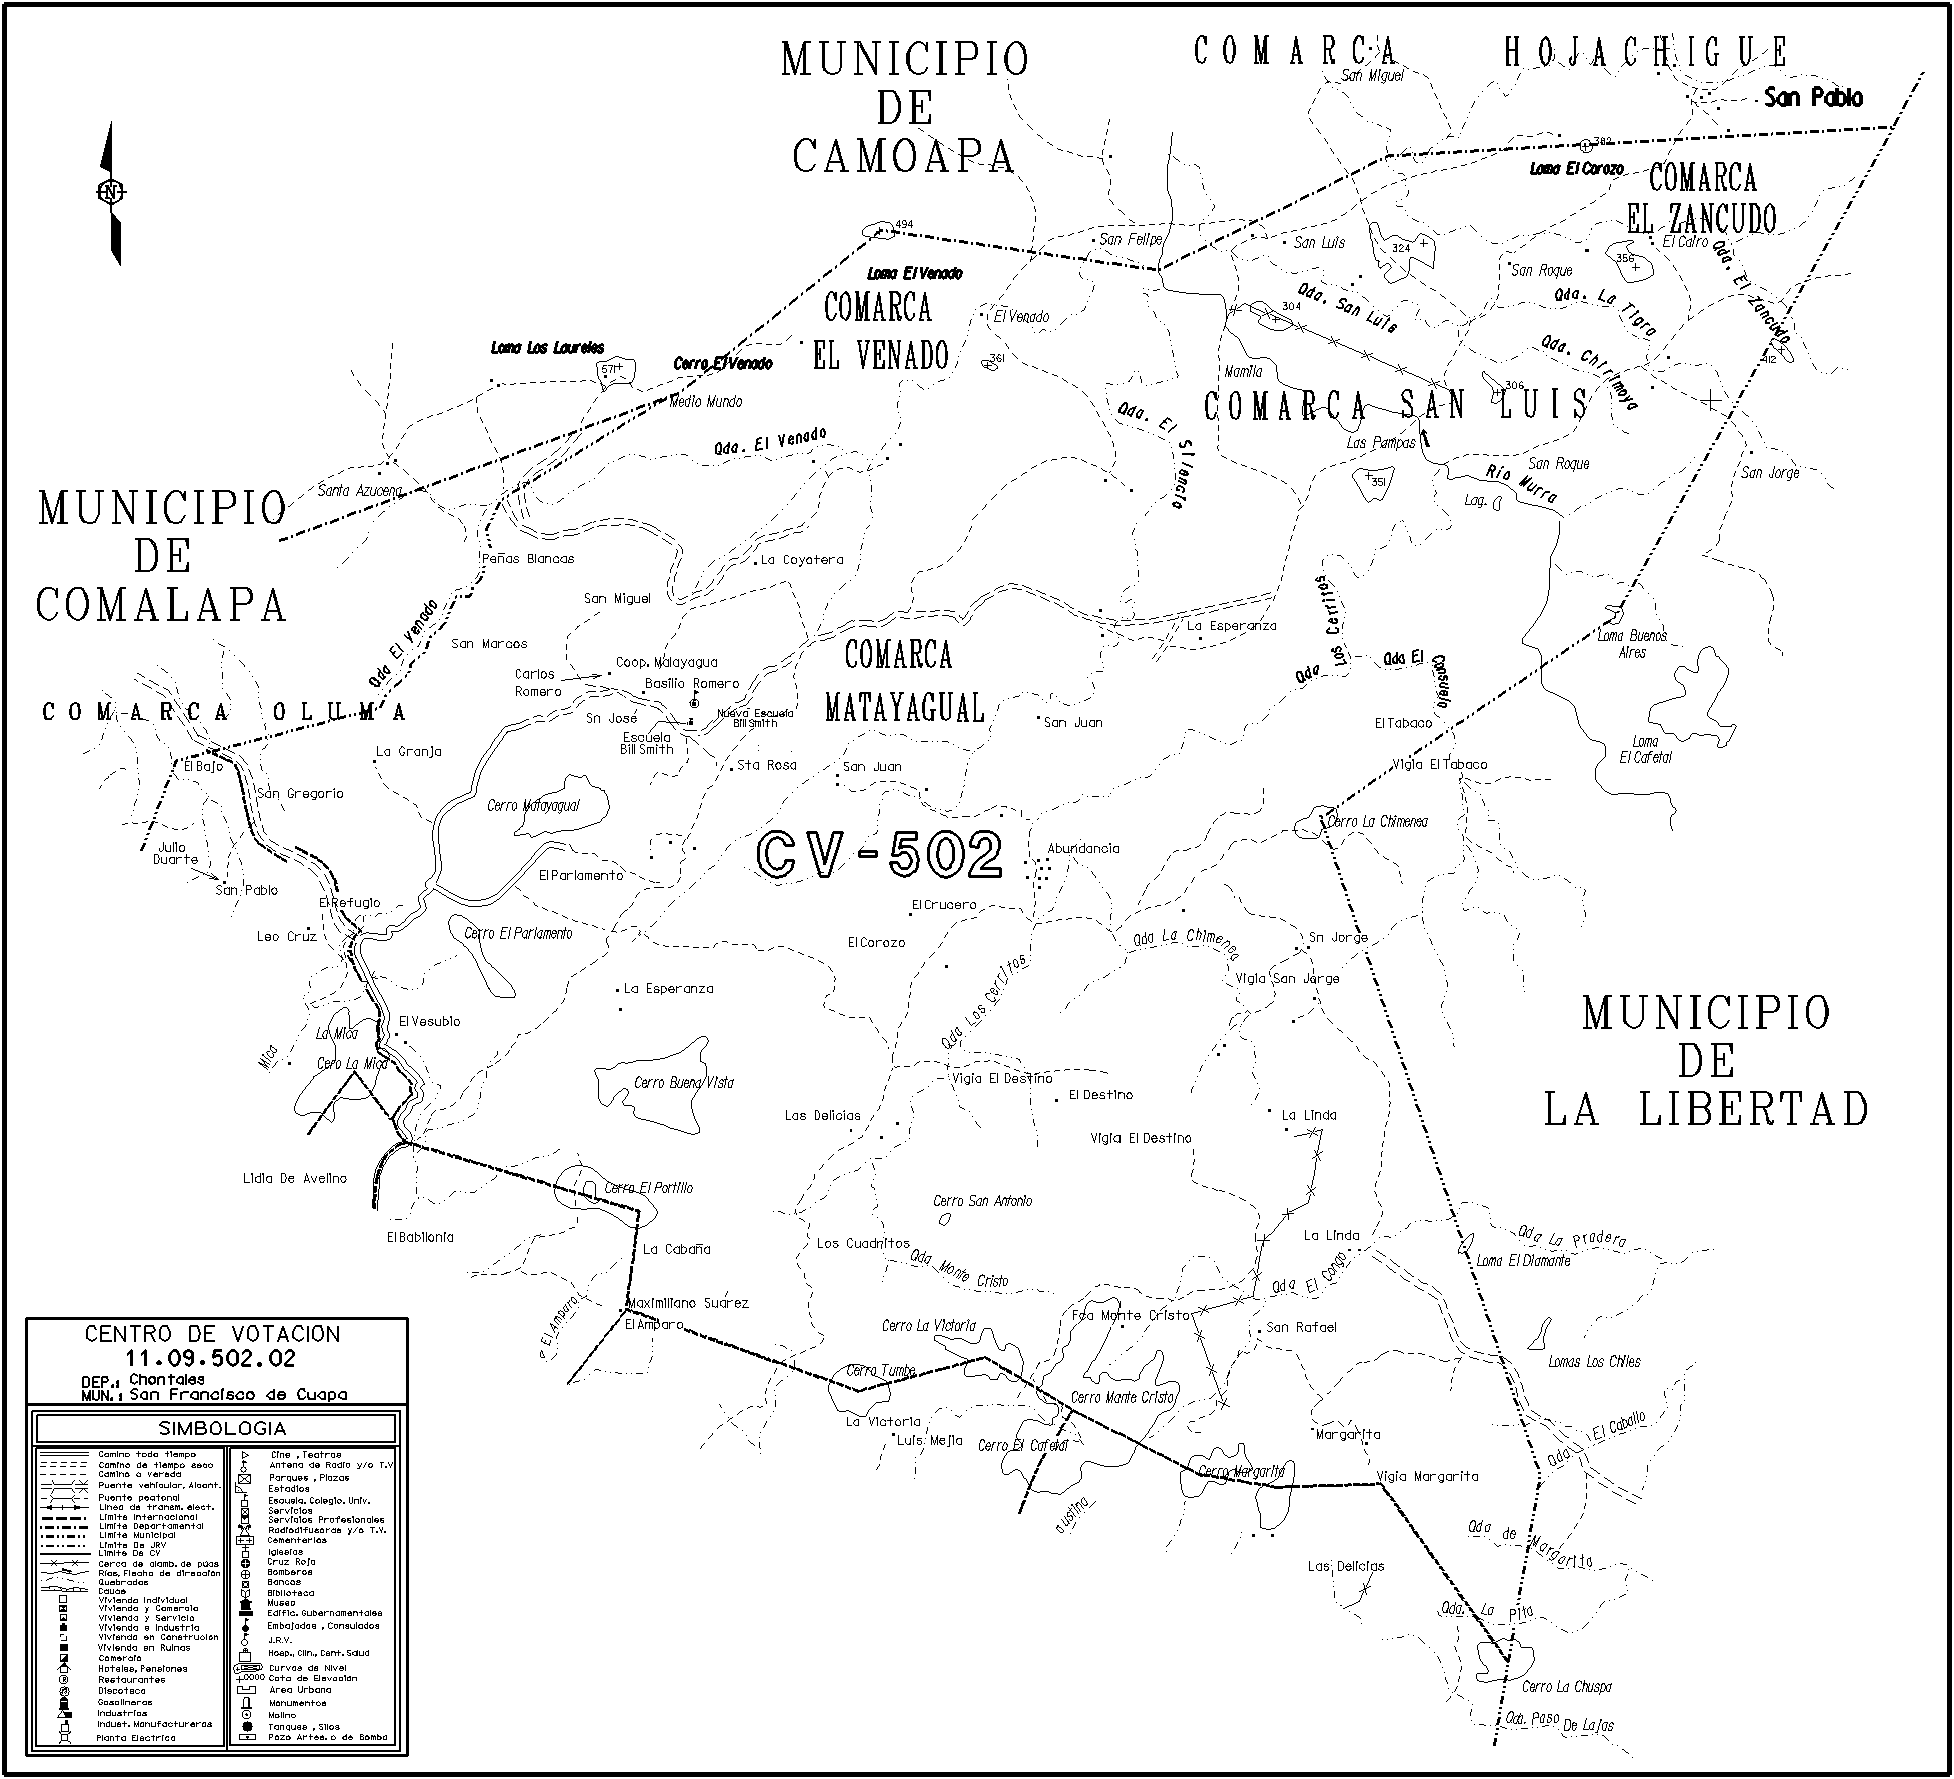 MUNICIPIO
DE
CAMOAPA
COMARCA HOJACHIGUE
San Miguel
San Pablo
382
Loma El Corozo
COMARCA
EL ZANCUDO
N
494
Loma El Venado
COMARCA
EL VENADO
San Felipe
San Luis
324
San Roque
356
El Cairo
Qda. El Zancudo
412
El Venado
361
304
Qda. San Luis
Qda. La Tigra
Qda. Chirimoya
Mamila
306
COMARCA SAN LUIS
Loma Los Laureles
571
Cerro El Venado
Medio Mundo
Qda. El Venado
Qda. El Silencio
Las Pampas
351
San Roque
Río Murra
Lag.
San Jorge
Santa Azucena
MUNICIPIO
DE
COMALAPA
Peñas Blancas
La Coyotera
San Miguel
Qda El Venado
San Marcos
COMARCA
MATAYAGUAL
La Esperanza
Qda Los Cerritos
Qda El Consuelo
Loma Buenos
Aires
Coop. Malayagua
Carlos
Romero
Basilio Romero
Sn José
Nueva Escuela
Bill Smith
Escuela
Bill Smith
San Juan
El Tabaco
Loma
El Cafetal
COMARCA OLUMA
La Granja
El Bajo
San Gregorio
Sta Rosa
San Juan
Vigia El Tabaco
Cerro Matayagual
Cerro La Chimenea
CV-502
Abundancia
Julio
Duarte
San Pablo
El Parlamento
El Refugio
El Crucero
Leo Cruz
Cerro El Parlamento
El Corozo
Qda La Chimenea
Sn Jorge
Vigia San Jorge
La Esperanza
Qda Los Cerritos
MUNICIPIO
DE
LA LIBERTAD
El Vesubio
La Mica
Mica
Cero La Mica
Cerro Buena Vista
Vigia El Destino
El Destino
Las Delicias
La Linda
Vigia El Destino
Lidia De Avelino
Cerro El Portillo
Cerro San Antonio
El Babilonia
La Cabaña
Los Cuadnitos
La Linda
Qda La Pradera
Loma El Diamante
Qda Monte Cristo
Qda El Congo
Maximiliano Suárez
El Amparo
El Amparo
Fca Monte Cristo
Cerro La Victoria
San Rafael
Cerro Tumbe
Lomas Los Chiles
Cerro Mante Cristo
La Victoria
Luis Mejia
Cerro El Cafetal
Margarita
Qda El Caballo
Cerro Margarita
Vigia Margarita
oustina
Qda de Margarita
Las Delicias
Qda. La Pita
Cerro La Chuspa
Qda. Paso De Lajas
CENTRO DE VOTACION
11.09.502.02
DEP.: Chontales
MUN.: San Francisco de Cuapa
SIMBOLOGIA
Camino todo tiempo
Camino de tiempo seco
Camino o vereda
Puente vehicular, Alcant.
Puente peatonal
Linea de transm. elect.
Limite Internacional
Limite Departamental
Limite Municipal
Limite De JRV
Limite De CV
Cerca de alamb. de púas
Ríos, Flecha de dirección
Quebradas
Cauce
Vivienda Individual
Vivienda y Comercio
Vivienda y Servicio
Vivienda e Industria
Vivienda en Construcion
Vivienda en Ruinas
Comercio
Hoteles, Pensiones
Restaurantes
Discoteca
Gasolineras
Industrias
Indust. Manufactureras
Planta Electrica
Cine , Teatros
Antena de Radio y/o T.V
Parques , Plazas
Estadios
Escuela. Colegio. Univ.
Servicios
Servicios Profesionales
Radiodifusoras y/o T.V.
Cementerios
Iglesias
Cruz Roja
Bomberos
Bancos
Biblioteca
Museo
Edific. Gubernamentales
Embajadas , Consulados
J.R.V.
Hosp., Clin., Cent. Salud
Curvas de Nivel
0000 Cota de Elevación
Area Urbana
Monumentos
Molino
Tanques , Silos
Pozo Artes. o de Bomba